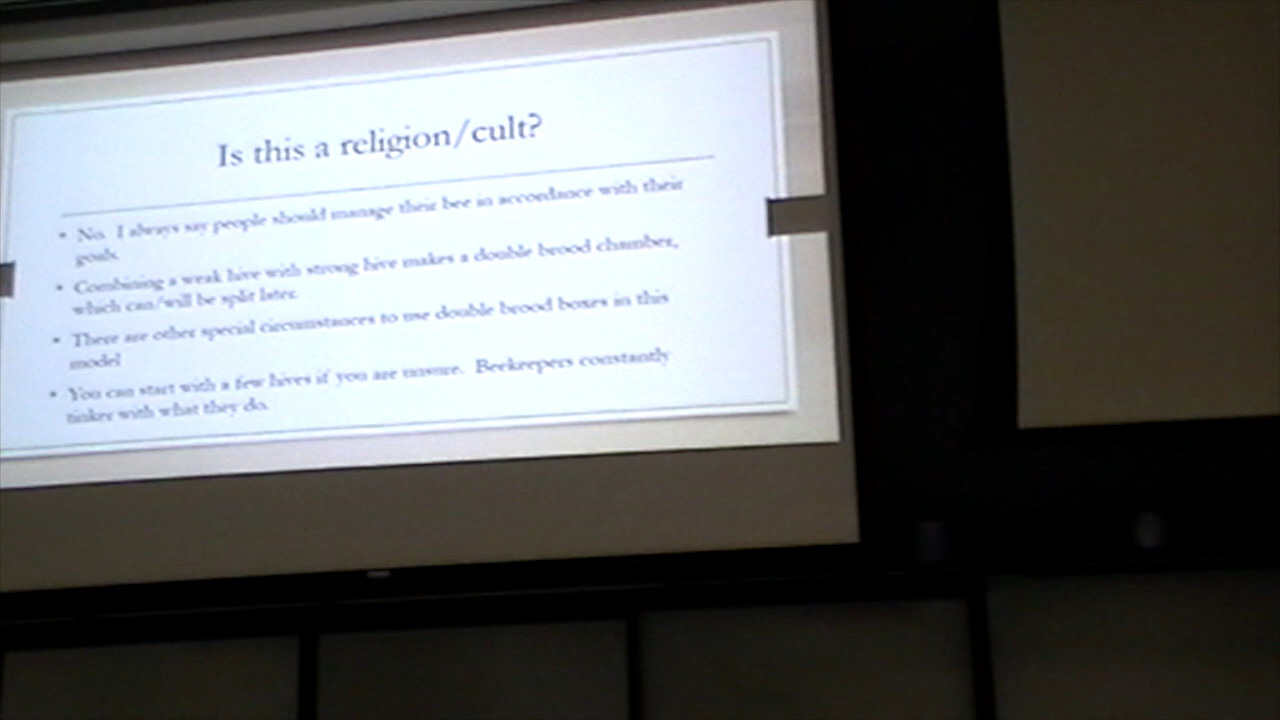 Is this a religion/cult?
• No. I always say people should manage their bee in accordance with their
goals.
• Combining a weak hive with strong hive makes a double brood chamber,
which can/will be split later.
• There are other special circumstances to use double brood boxes in this
model
• You can start with a few hives if you are unsure. Beekeepers constantly
tinker with what they do.